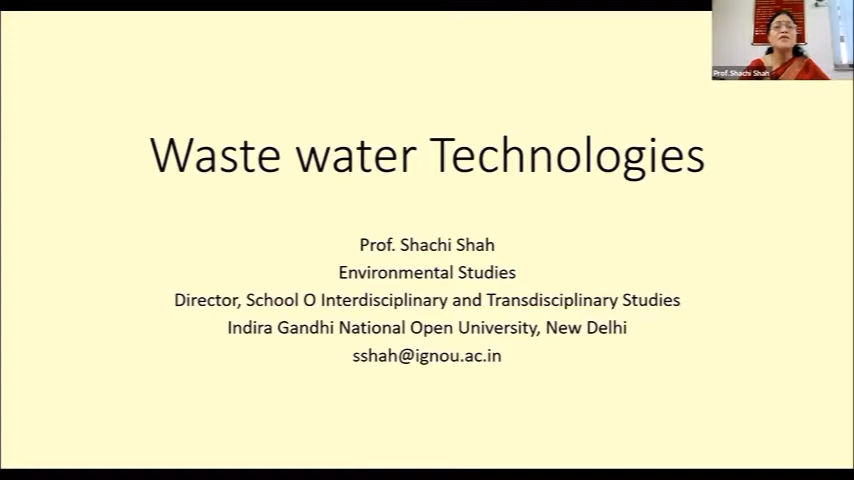 Prof. Shachi Shah
Waste water Technologies
Prof. Shachi Shah
Environmental Studies
Director, School O Interdisciplinary and Transdisciplinary Studies
Indira Gandhi National Open University, New Delhi
sshah@ignou.ac.in